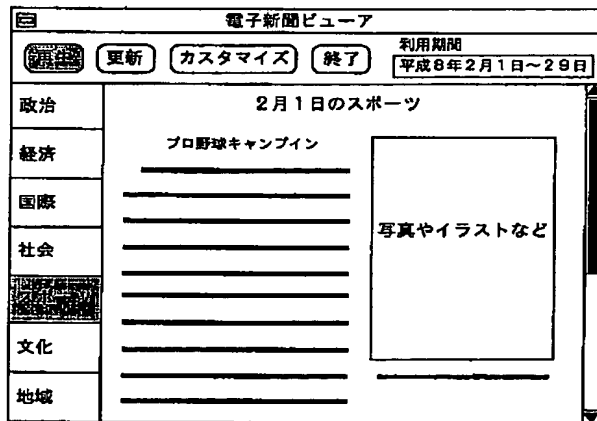 電子新聞ビューア
更新
カスタマイズ
終了
利用期間
平成8年2月1日～29日
政治
経済
国際
社会
文化
地域
2月1日のスポーツ
プロ野球キャンプイン
写真やイラストなど